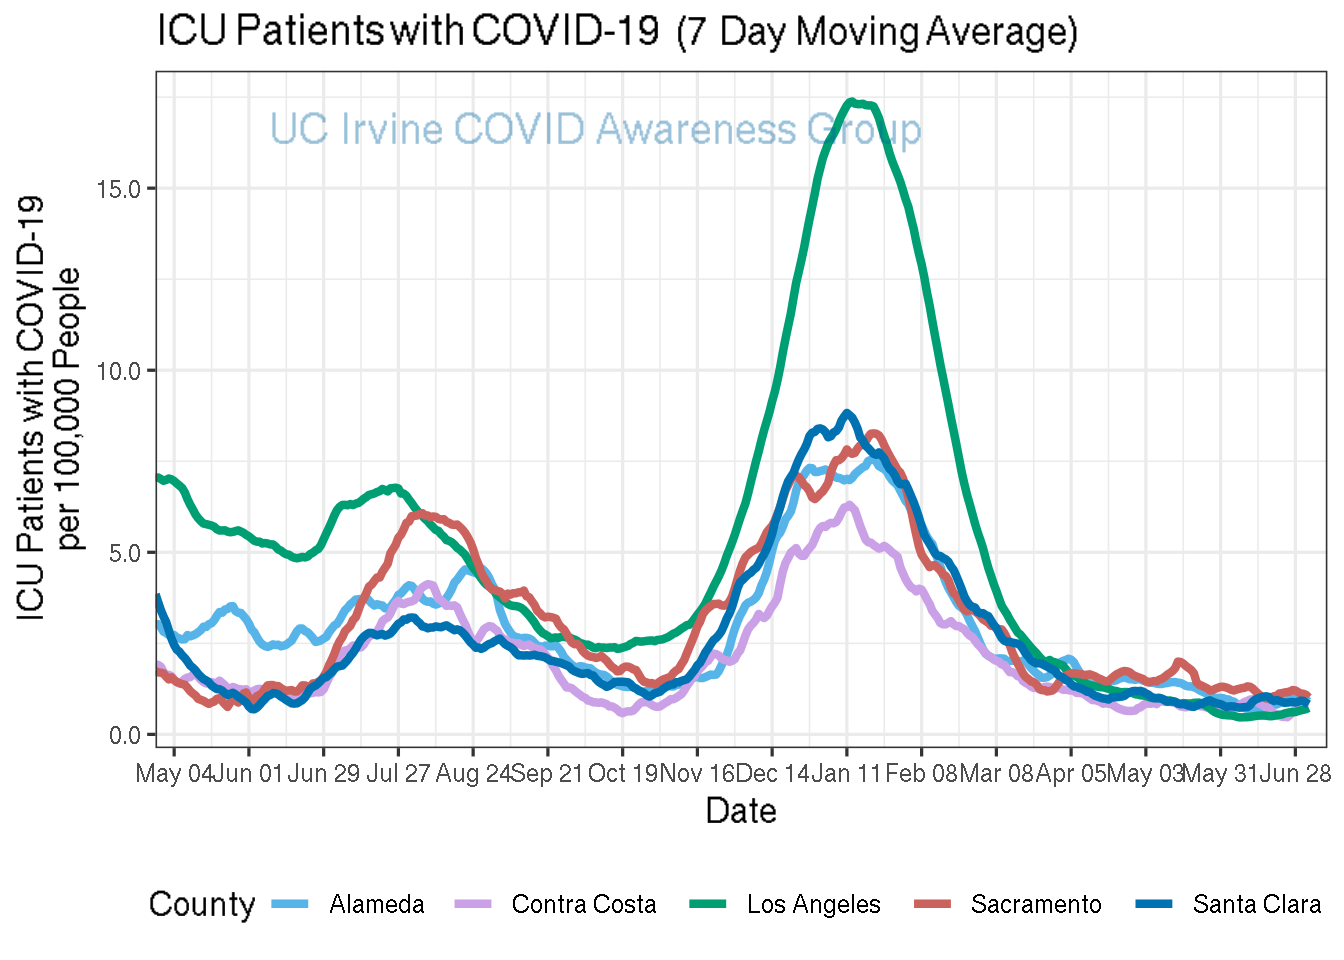 ICU Patients with COVID-19 (7 Day Moving Average)
UC Irvine COVID Awareness Group
ICU Patients with COVID-19
per 100,000 People
15.0
10.0
5.0
0.0
May 04 Jun 01 Jun 29 Jul 27 Aug 24 Sep 21 Oct 19 Nov 16 Dec 14 Jan 11 Feb 08 Mar 08 Apr 05 May 03 May 31 Jun 28
Date
County Alameda Contra Costa Los Angeles Sacramento Santa Clara